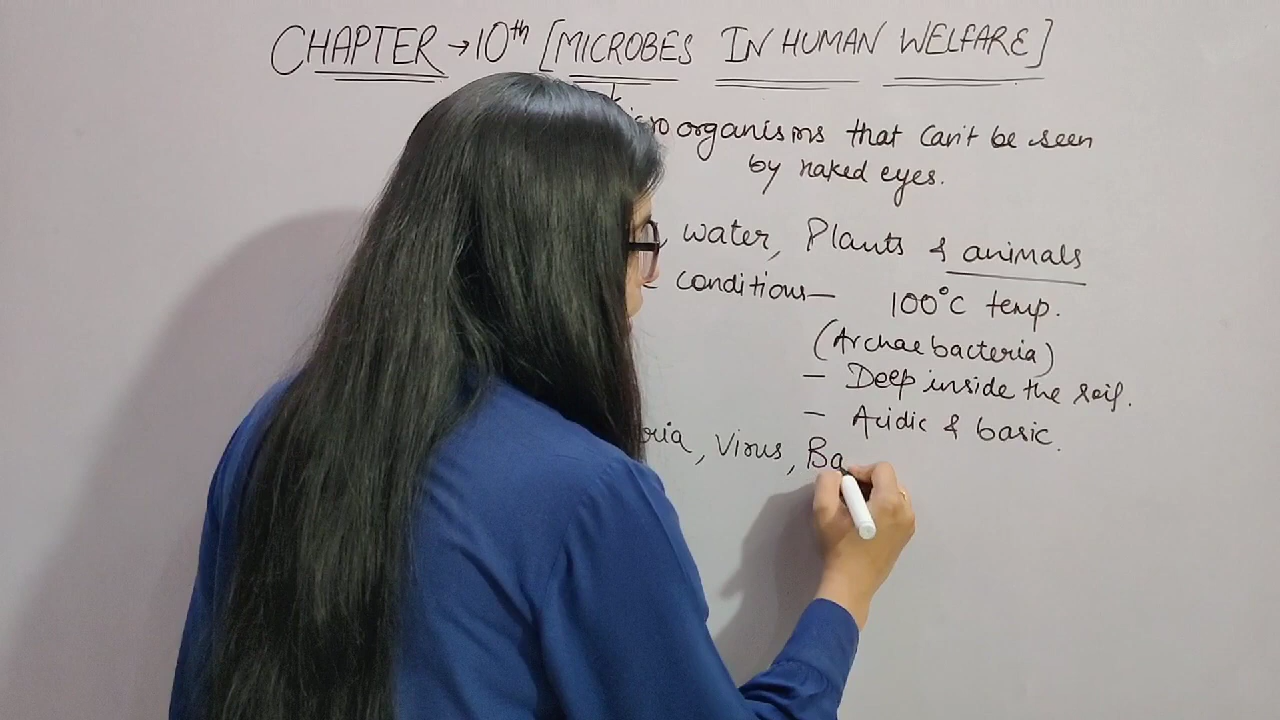 CHAPTER → 10th [MICROBES IN HUMAN WELFARE]
organisms that can't be seen
by naked eyes.
water, Plants & animals
conditions— 100°C temp.
(Archaebacteria)
— Deep inside the soil.
— Acidic & basic.
, Virus, Ba